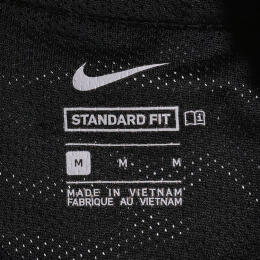 STANDARD FIT
M M M
MADE IN VIETNAM
FABRIQUE AU VIETNAM